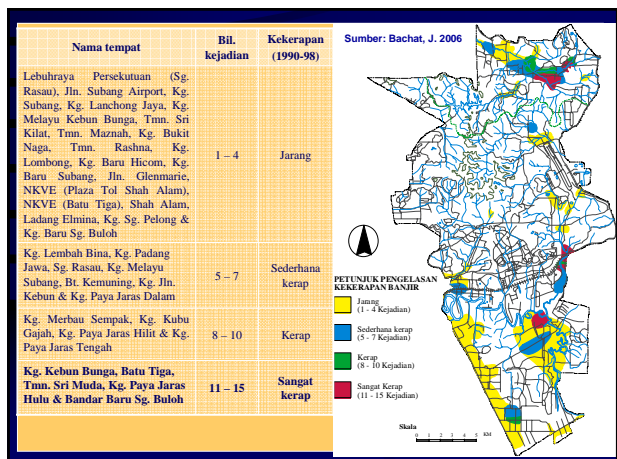 Nama tempat
Bil.
kejadian
Kekerapan
(1990-98)
Lebuhraya Persekutuan (Sg.
Rasau), Jln. Subang Airport, Kg.
Subang, Kg. Lanchong Jaya, Kg.
Melayu Kebun Bunga, Tmn. Sri
Kilat, Tmn. Maznah, Kg. Bukit
Naga, Tmn. Rashna, Kg.
Lombong, Kg. Baru Hicom, Kg.
Baru Subang, Jln. Glenmarie,
NKVE (Plaza Tol Shah Alam),
NKVE (Batu Tiga), Shah Alam,
Ladang Elmina, Kg. Sg. Pelong &
Kg. Baru Sg. Buloh
1 – 4
Jarang
Kg. Lembah Bina, Kg. Padang
Jawa, Sg. Rasau, Kg. Melayu
Subang, Bt. Kemuning, Kg. Jln.
Kebun & Kg. Paya Jaras Dalam
5 – 7
Sederhana
kerap
Kg. Merbau Sempak, Kg. Kubu
Gajah, Kg. Paya Jaras Hilit & Kg.
Paya Jaras Tengah
8 – 10
Kerap
Kg. Kebun Bunga, Batu Tiga,
Tmn. Sri Muda, Kg. Paya Jaras
Hulu & Bandar Baru Sg. Buloh
11 – 15
Sangat
kerap
Sumber: Bachat, J. 2006
PETUNJUK PENGELASAN
KEKERAPAN BANJIR
Jarang
(1 - 4 Kejadian)
Sederhana kerap
(5 - 7 Kejadian)
Kerap
(8 - 10 Kejadian)
Sangat Kerap
(11 - 15 Kejadian)
Skala
0 1 2 3 4 5 KM